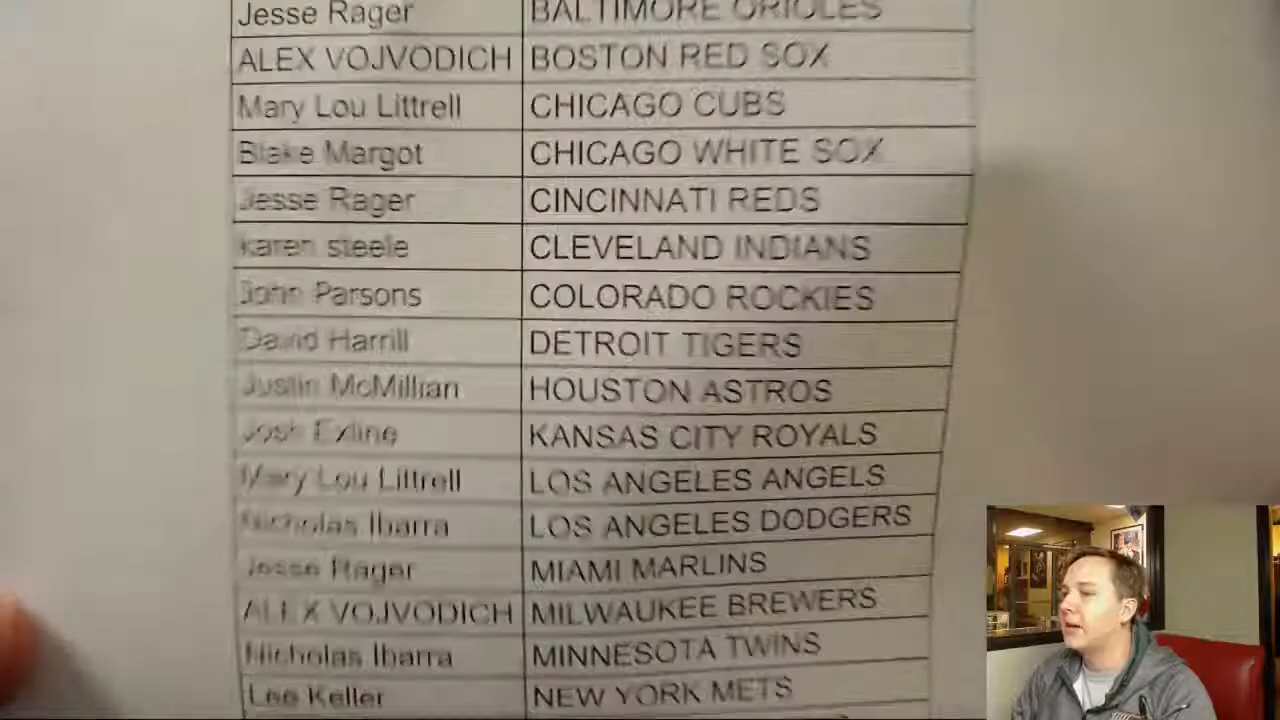 Jesse Rager BALTIMORE ORIOLES
ALEX VOJVODICH BOSTON RED SOX
Mary Lou Littrell CHICAGO CUBS
Blake Margot CHICAGO WHITE SOX
Jesse Rager CINCINNATI REDS
karen steele CLEVELAND INDIANS
John Parsons COLORADO ROCKIES
David Harrill DETROIT TIGERS
Justin McMillian HOUSTON ASTROS
Josh Exline KANSAS CITY ROYALS
Mary Lou Littrell LOS ANGELES ANGELS
Nicholas Ibarra LOS ANGELES DODGERS
Jesse Rager MIAMI MARLINS
ALEX VOJVODICH MILWAUKEE BREWERS
Nicholas Ibarra MINNESOTA TWINS
Lee Keller NEW YORK METS